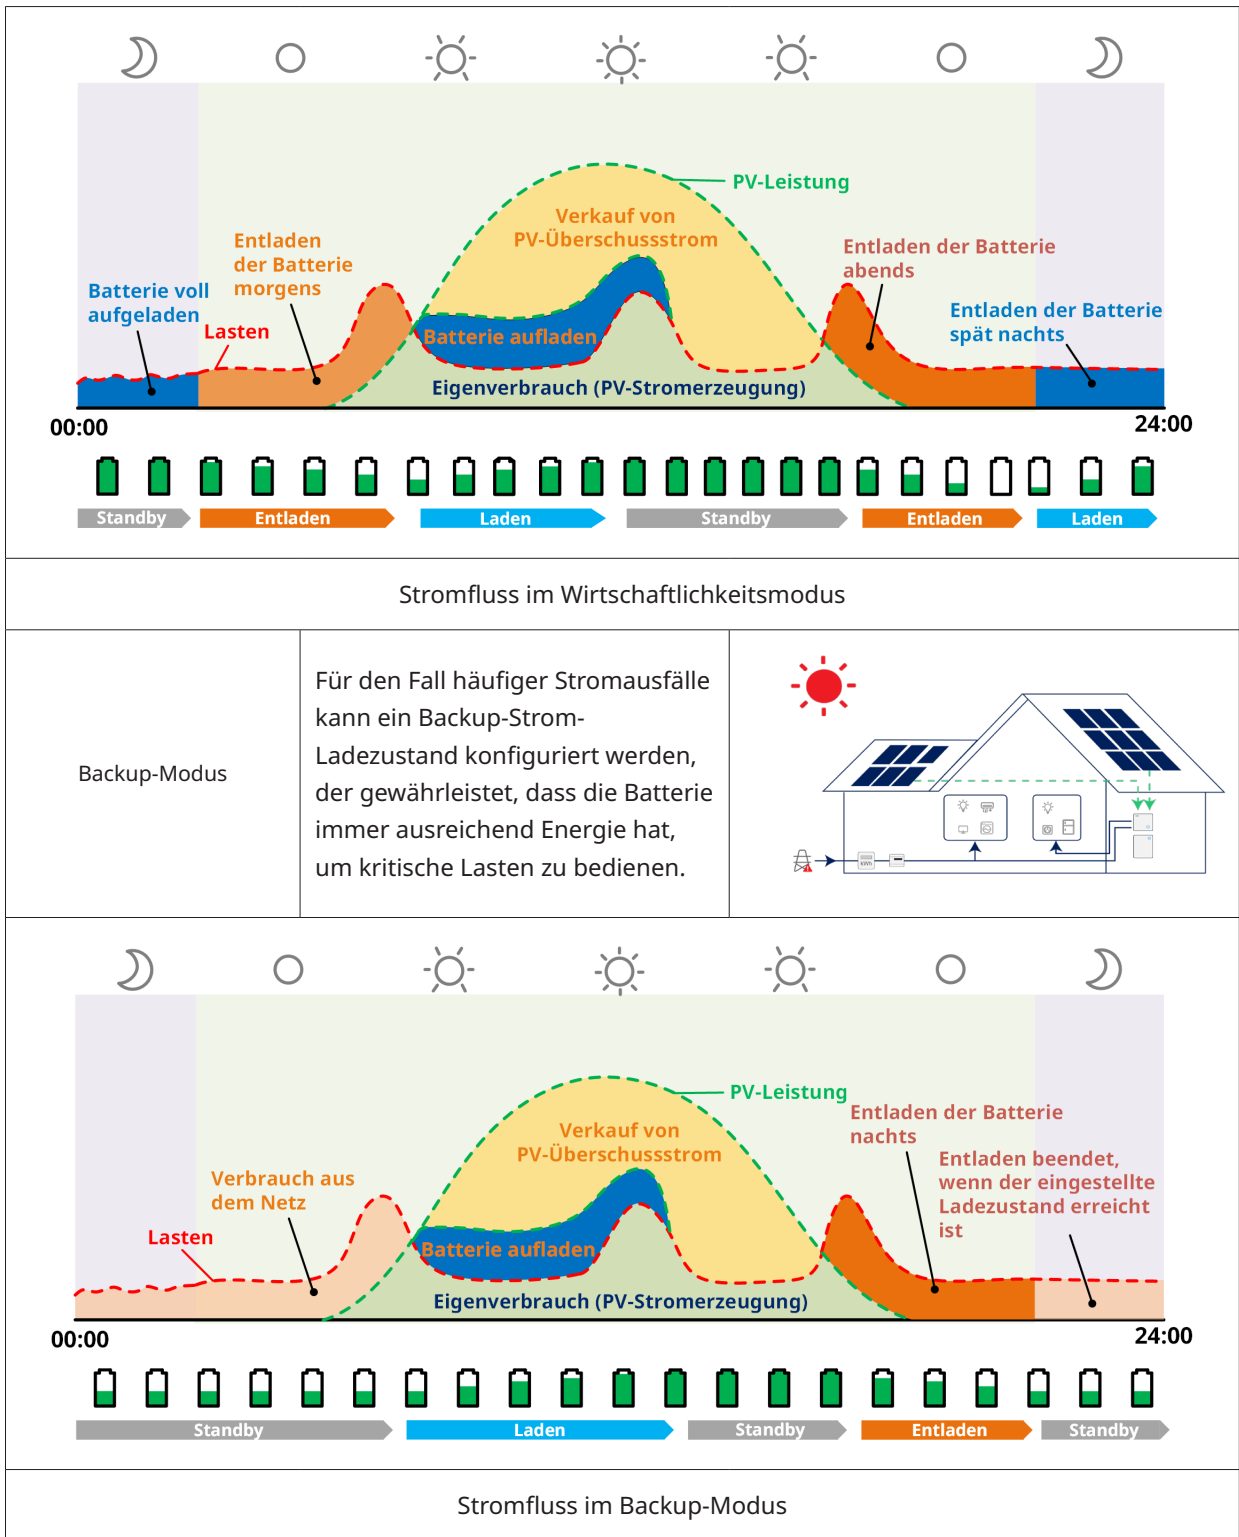 PV-Leistung
Verkauf von
PV-Überschussstrom
Entladen
der Batterie
morgens
Entladen der Batterie
abends
Batterie voll
aufgeladen
Lasten
Entladen der Batterie
spät nachts
Batterie aufladen
Eigenverbrauch (PV-Stromerzeugung)
00:00
24:00
Standby
Entladen
Laden
Standby
Entladen
Laden
Stromfluss im Wirtschaftlichkeitsmodus
Backup-Modus
Für den Fall häufiger Stromausfälle
kann ein Backup-Strom-
Ladezustand konfiguriert werden,
der gewährleistet, dass die Batterie
immer ausreichend Energie hat,
um kritische Lasten zu bedienen.
kWh
PV-Leistung
Verkauf von
PV-Überschussstrom
Entladen der Batterie
nachts
Entladen beendet,
wenn der eingestellte
Ladezustand erreicht
ist
Verbrauch aus
dem Netz
Lasten
Batterie aufladen
Eigenverbrauch (PV-Stromerzeugung)
00:00
24:00
Standby
Laden
Standby
Entladen
Standby
Stromfluss im Backup-Modus